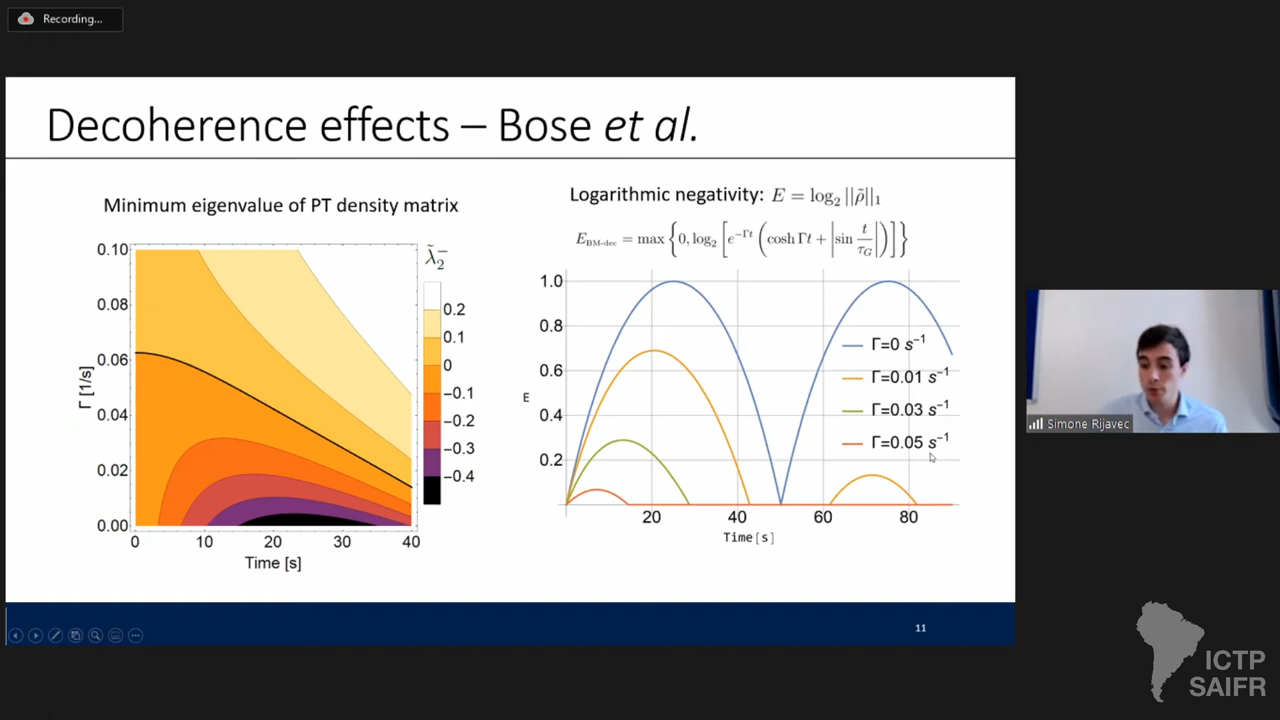 Recording...
Decoherence effects – Bose et al.
Minimum eigenvalue of PT density matrix
0.10
0.08
0.06
0.04
0.02
0.00
Γ [1/s]
0 10 20 30 40
Time [s]
λ̃₂⁻
0.2
0.1
0
−0.1
−0.2
−0.3
−0.4
Logarithmic negativity: E = log₂ ||ρ̃||₁
E_BM-dec = max {0, log₂ [e^{−Γt} (cosh Γt + |sin t/τ_G|)]}
1.0
0.8
0.6
0.4
0.2
E
20 40 60 80
Time[s]
Γ=0 s⁻¹
Γ=0.01 s⁻¹
Γ=0.03 s⁻¹
Γ=0.05 s⁻¹
11
Simone Rijavec
ICTP
SAIFR